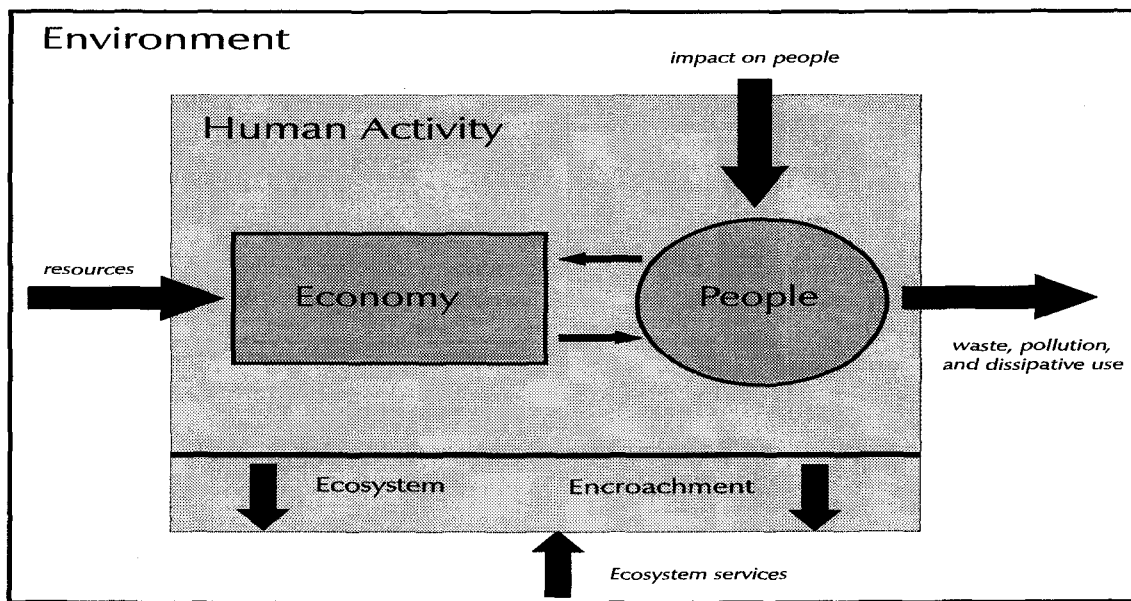 Environment
impact on people
Human Activity
resources
Economy
People
waste, pollution,
and dissipative use
Ecosystem Encroachment
Ecosystem services